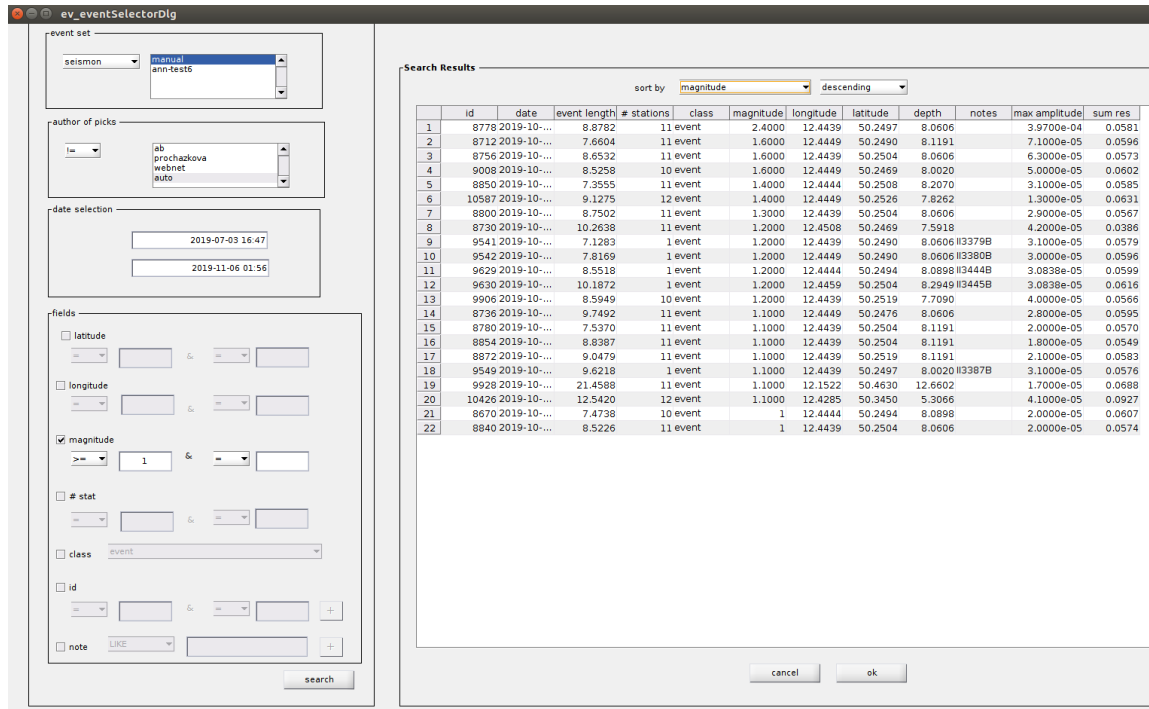 ev_eventSelectorDlg
event set
seismon
manual
ann-test6
author of picks
!=
ab
prochazkova
webnet
auto
date selection
2019-07-03 16:47
2019-11-06 01:56
fields
latitude
= & =
longitude
= & =
magnitude
>= 1 & =
# stat
= & =
class event
id
= & = +
note LIKE +
search
Search Results
sort by magnitude descending
id date event length # stations class magnitude longitude latitude depth notes max amplitude sum res
1 8778 2019-10-... 8.8782 11 event 2.4000 12.4439 50.2497 8.0606 3.9700e-04 0.0581
2 8712 2019-10-... 7.6604 11 event 1.6000 12.4449 50.2490 8.1191 7.1000e-05 0.0596
3 8756 2019-10-... 8.6532 11 event 1.6000 12.4439 50.2504 8.0606 6.3000e-05 0.0573
4 9008 2019-10-... 8.5258 10 event 1.6000 12.4449 50.2469 8.0020 5.0000e-05 0.0602
5 8850 2019-10-... 7.3555 11 event 1.4000 12.4444 50.2508 8.2070 3.1000e-05 0.0585
6 10587 2019-10-... 9.1275 12 event 1.4000 12.4449 50.2526 7.8262 1.3000e-05 0.0631
7 8800 2019-10-... 8.7502 11 event 1.3000 12.4439 50.2504 8.0606 2.9000e-05 0.0567
8 8730 2019-10-... 10.2638 11 event 1.2000 12.4508 50.2469 7.5918 4.2000e-05 0.0386
9 9541 2019-10-... 7.1283 1 event 1.2000 12.4439 50.2490 8.0606 ll3379B 3.1000e-05 0.0579
10 9542 2019-10-... 7.8169 1 event 1.2000 12.4449 50.2490 8.0606 ll3380B 3.0000e-05 0.0596
11 9629 2019-10-... 8.5518 1 event 1.2000 12.4444 50.2494 8.0898 ll3444B 3.0838e-05 0.0599
12 9630 2019-10-... 10.1872 1 event 1.2000 12.4459 50.2504 8.2949 ll3445B 3.0838e-05 0.0616
13 9906 2019-10-... 8.5949 10 event 1.2000 12.4439 50.2519 7.7090 4.0000e-05 0.0566
14 8736 2019-10-... 9.7492 11 event 1.1000 12.4449 50.2476 8.0606 2.8000e-05 0.0595
15 8780 2019-10-... 7.5370 11 event 1.1000 12.4439 50.2504 8.1191 2.0000e-05 0.0570
16 8854 2019-10-... 8.8387 11 event 1.1000 12.4439 50.2504 8.1191 1.8000e-05 0.0549
17 8872 2019-10-... 9.0479 11 event 1.1000 12.4439 50.2519 8.1191 2.1000e-05 0.0583
18 9549 2019-10-... 9.6218 1 event 1.1000 12.4439 50.2497 8.0020 ll3387B 3.1000e-05 0.0576
19 9928 2019-10-... 21.4588 11 event 1.1000 12.1522 50.4630 12.6602 1.7000e-05 0.0688
20 10426 2019-10-... 12.5420 12 event 1.1000 12.4285 50.3450 5.3066 4.1000e-05 0.0927
21 8670 2019-10-... 7.4738 10 event 1 12.4444 50.2494 8.0898 2.0000e-05 0.0607
22 8840 2019-10-... 8.5226 11 event 1 12.4439 50.2504 8.0606 2.0000e-05 0.0574
cancel ok